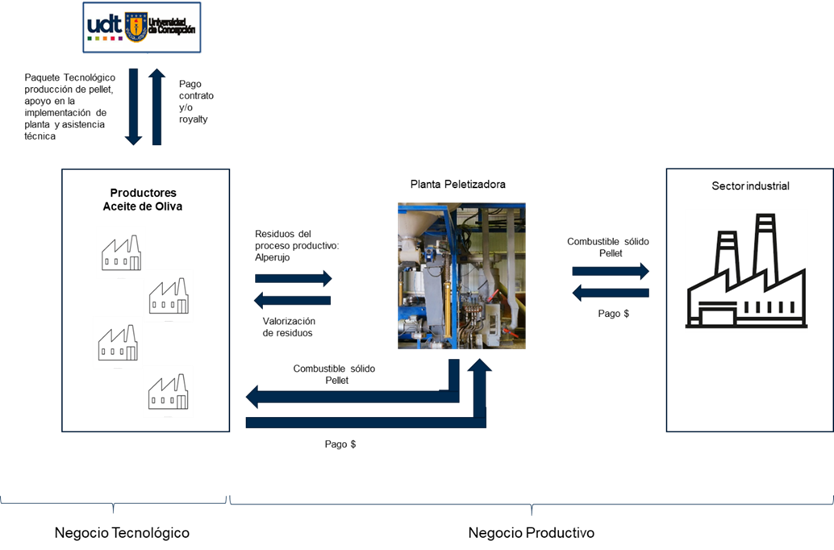 udt
Universidad
de Concepción
Paquete Tecnológico
producción de pellet,
apoyo en la
implementación de
planta y asistencia
técnica
Pago
contrato
y/o
royalty
Productores
Aceite de Oliva
Residuos del
proceso productivo:
Alperujo
Valorización
de residuos
Planta Peletizadora
Combustible sólido
Pellet
Pago $
Sector industrial
Combustible sólido
Pellet
Pago $
Negocio Tecnológico
Negocio Productivo